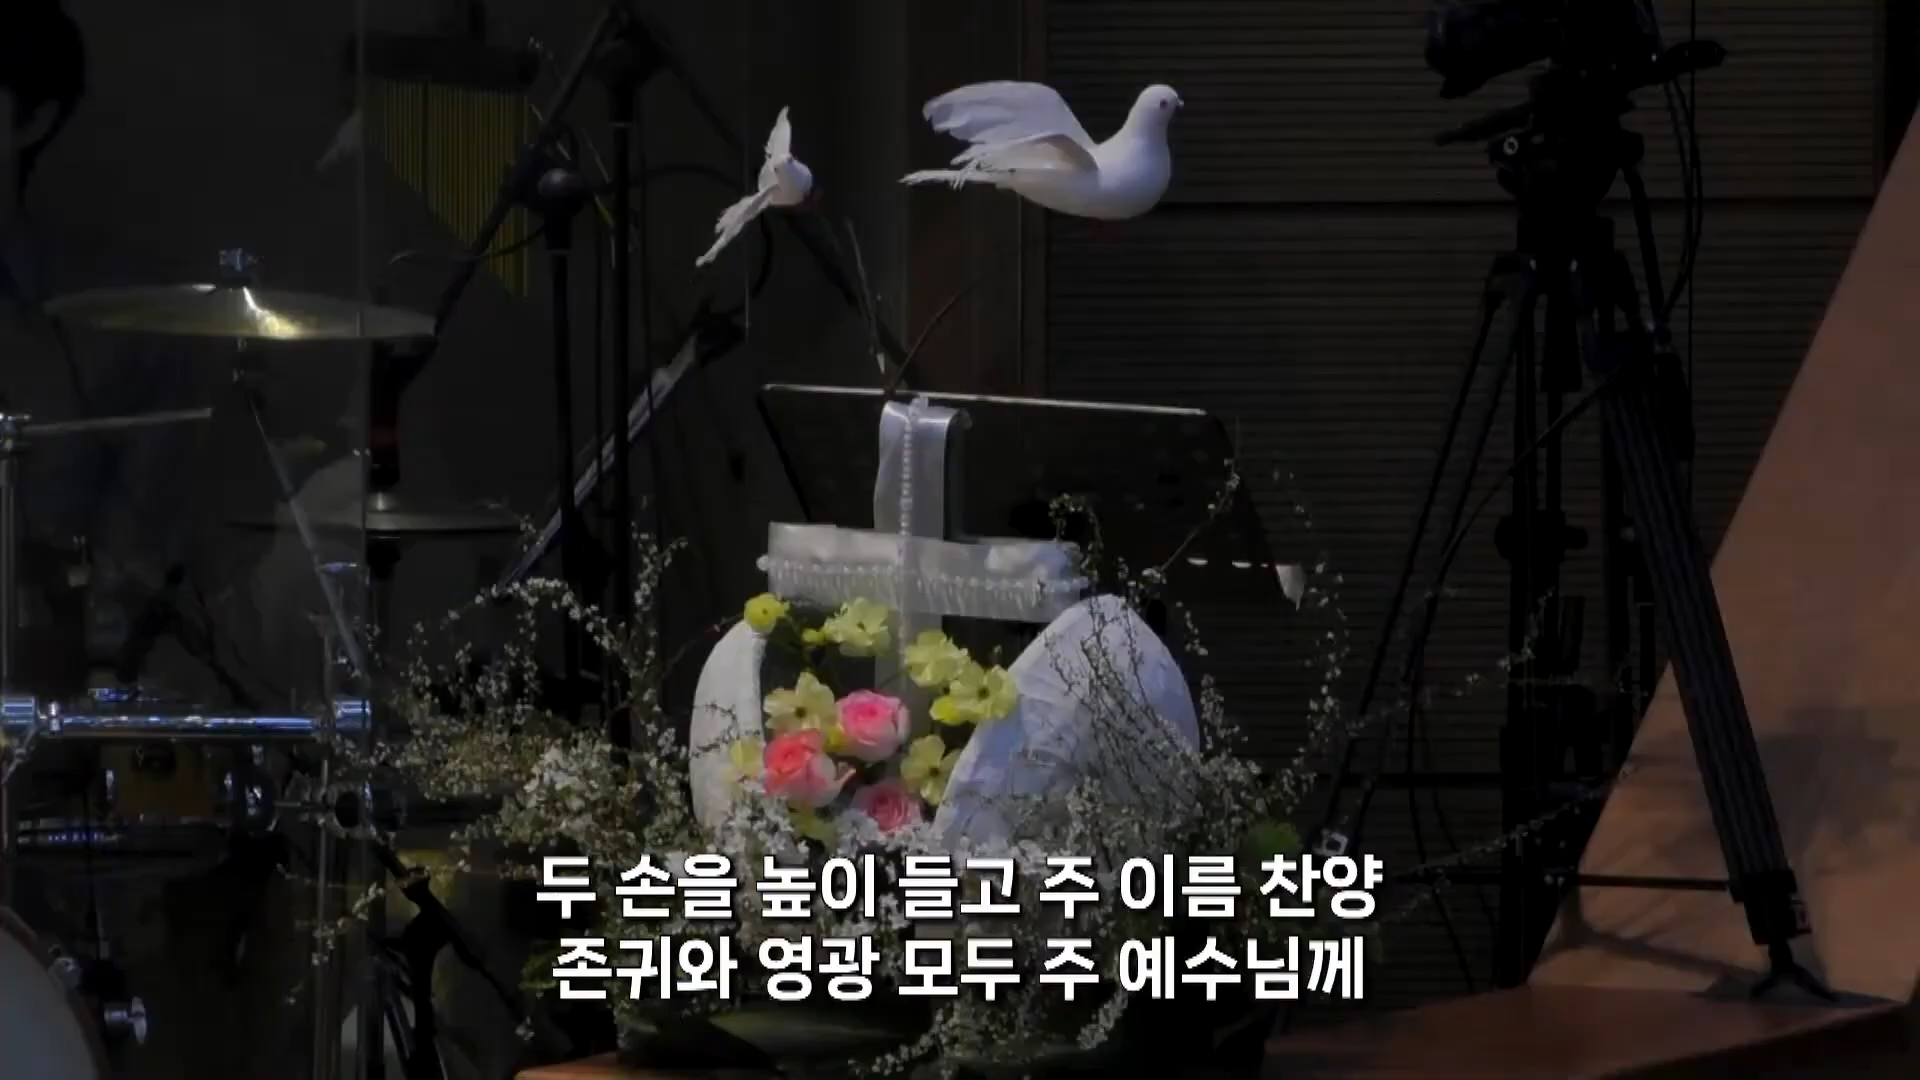 두 손을 높이 들고 주 이름 찬양
존귀와 영광 모두 주 예수님께